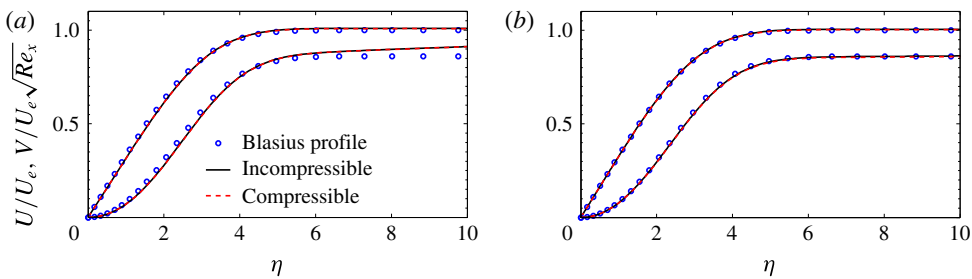 (a)
1.0
0.5
0 2 4 6 8 10
η
U/U_e, V/U_e√Re_x
Blasius profile
Incompressible
Compressible
(b)
1.0
0.5
0 2 4 6 8 10
η